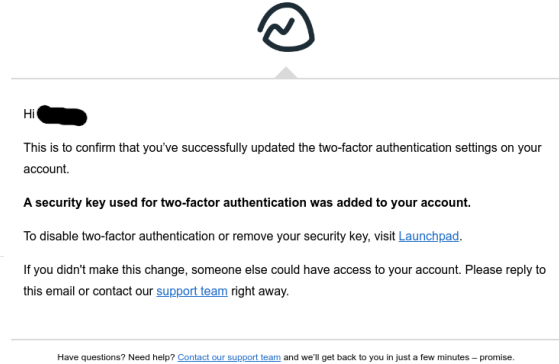 Hi
This is to confirm that you've successfully updated the two-factor authentication settings on your
account.
A security key used for two-factor authentication was added to your account.
To disable two-factor authentication or remove your security key, visit Launchpad.
If you didn't make this change, someone else could have access to your account. Please reply to
this email or contact our support team right away.
Have questions? Need help? Contact our support team and we'll get back to you in just a few minutes – promise.